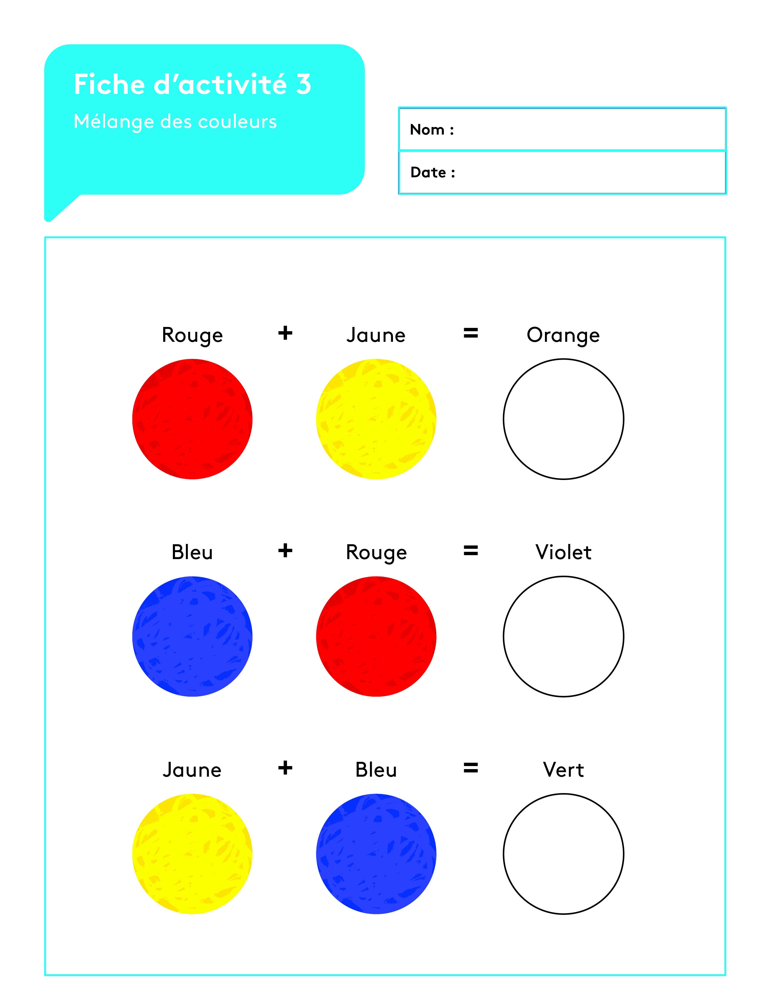 Fiche d’activité 3
Mélange des couleurs
Nom :
Date :
Rouge + Jaune = Orange
Bleu + Rouge = Violet
Jaune + Bleu = Vert